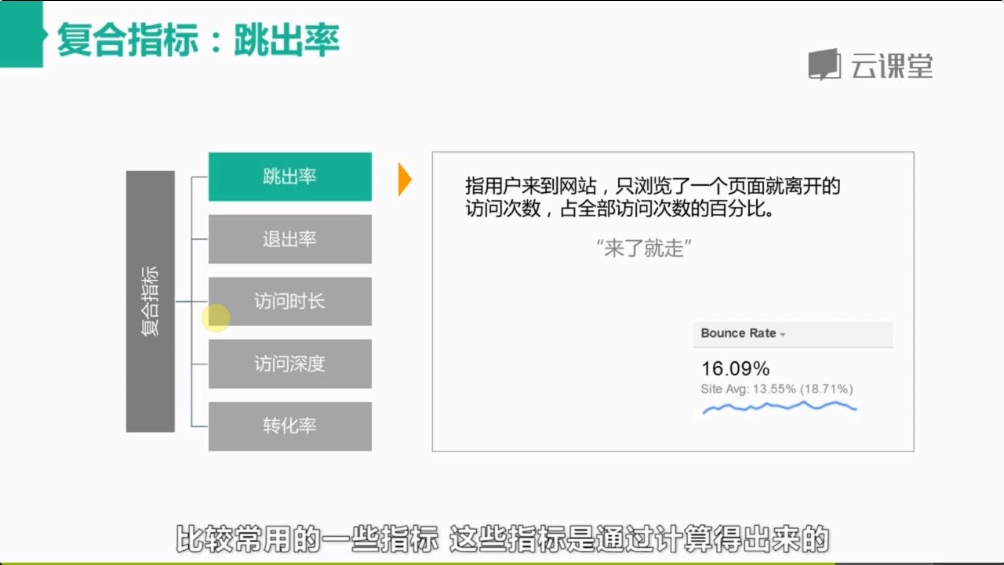 复合指标：跳出率
云课堂
复合指标
跳出率
退出率
访问时长
访问深度
转化率
指用户来到网站，只浏览了一个页面就离开的
访问次数，占全部访问次数的百分比。
“来了就走”
Bounce Rate
16.09%
Site Avg: 13.55% (18.71%)
比较常用的一些指标 这些指标是通过计算得出来的